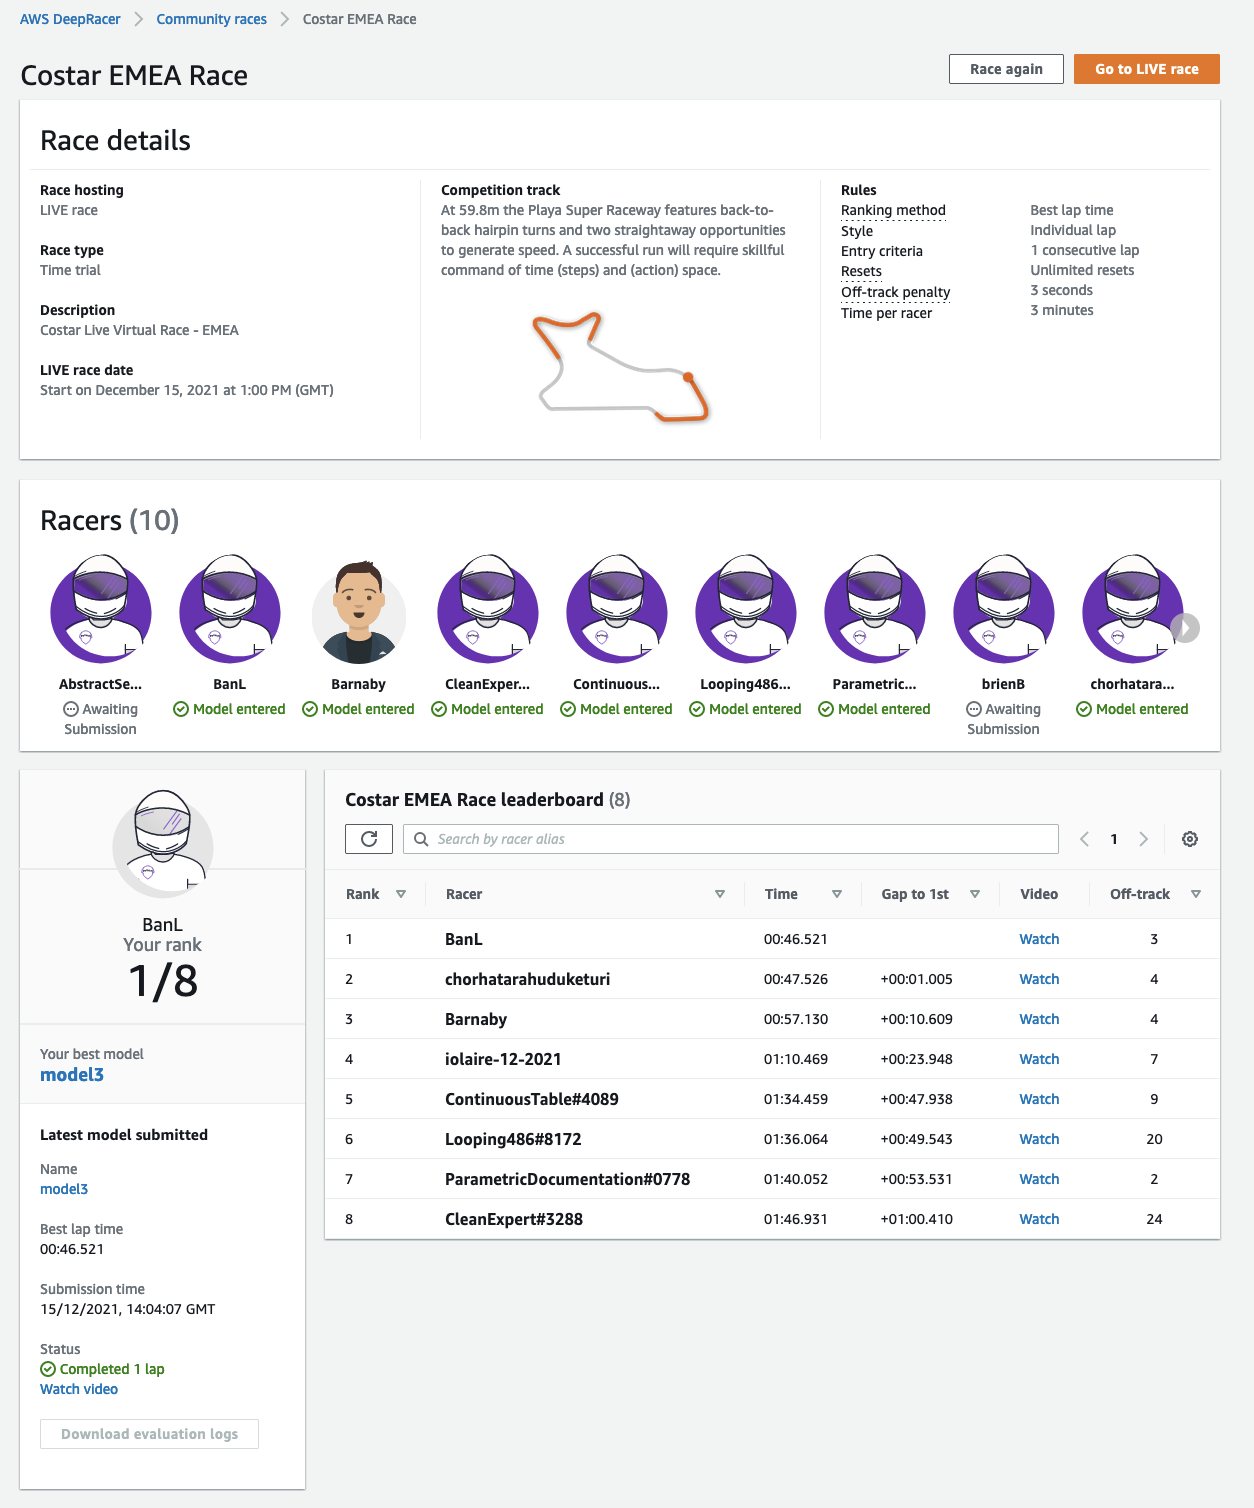 AWS DeepRacer > Community races > Costar EMEA Race
Costar EMEA Race
Race again
Go to LIVE race
Race details
Race hosting
LIVE race
Race type
Time trial
Description
Costar Live Virtual Race - EMEA
LIVE race date
Start on December 15, 2021 at 1:00 PM (GMT)
Competition track
At 59.8m the Playa Super Raceway features back-to-
back hairpin turns and two straightaway opportunities
to generate speed. A successful run will require skillful
command of time (steps) and (action) space.
Rules
Ranking method Best lap time
Style Individual lap
Entry criteria 1 consecutive lap
Resets Unlimited resets
Off-track penalty 3 seconds
Time per racer 3 minutes
Racers (10)
AbstractSe... BanL Barnaby CleanExper... Continuous... Looping486... Parametric... brienB chorhatara...
Awaiting Model entered Model entered Model entered Model entered Model entered Model entered Awaiting Model entered
Submission Submission
BanL
Your rank
1/8
Your best model
model3
Latest model submitted
Name
model3
Best lap time
00:46.521
Submission time
15/12/2021, 14:04:07 GMT
Status
Completed 1 lap
Watch video
Download evaluation logs
Costar EMEA Race leaderboard (8)
Search by racer alias
1
Rank Racer Time Gap to 1st Video Off-track
1 BanL 00:46.521 Watch 3
2 chorhatarahuduketuri 00:47.526 +00:01.005 Watch 4
3 Barnaby 00:57.130 +00:10.609 Watch 4
4 iolaire-12-2021 01:10.469 +00:23.948 Watch 7
5 ContinuousTable#4089 01:34.459 +00:47.938 Watch 9
6 Looping486#8172 01:36.064 +00:49.543 Watch 20
7 ParametricDocumentation#0778 01:40.052 +00:53.531 Watch 2
8 CleanExpert#3288 01:46.931 +01:00.410 Watch 24